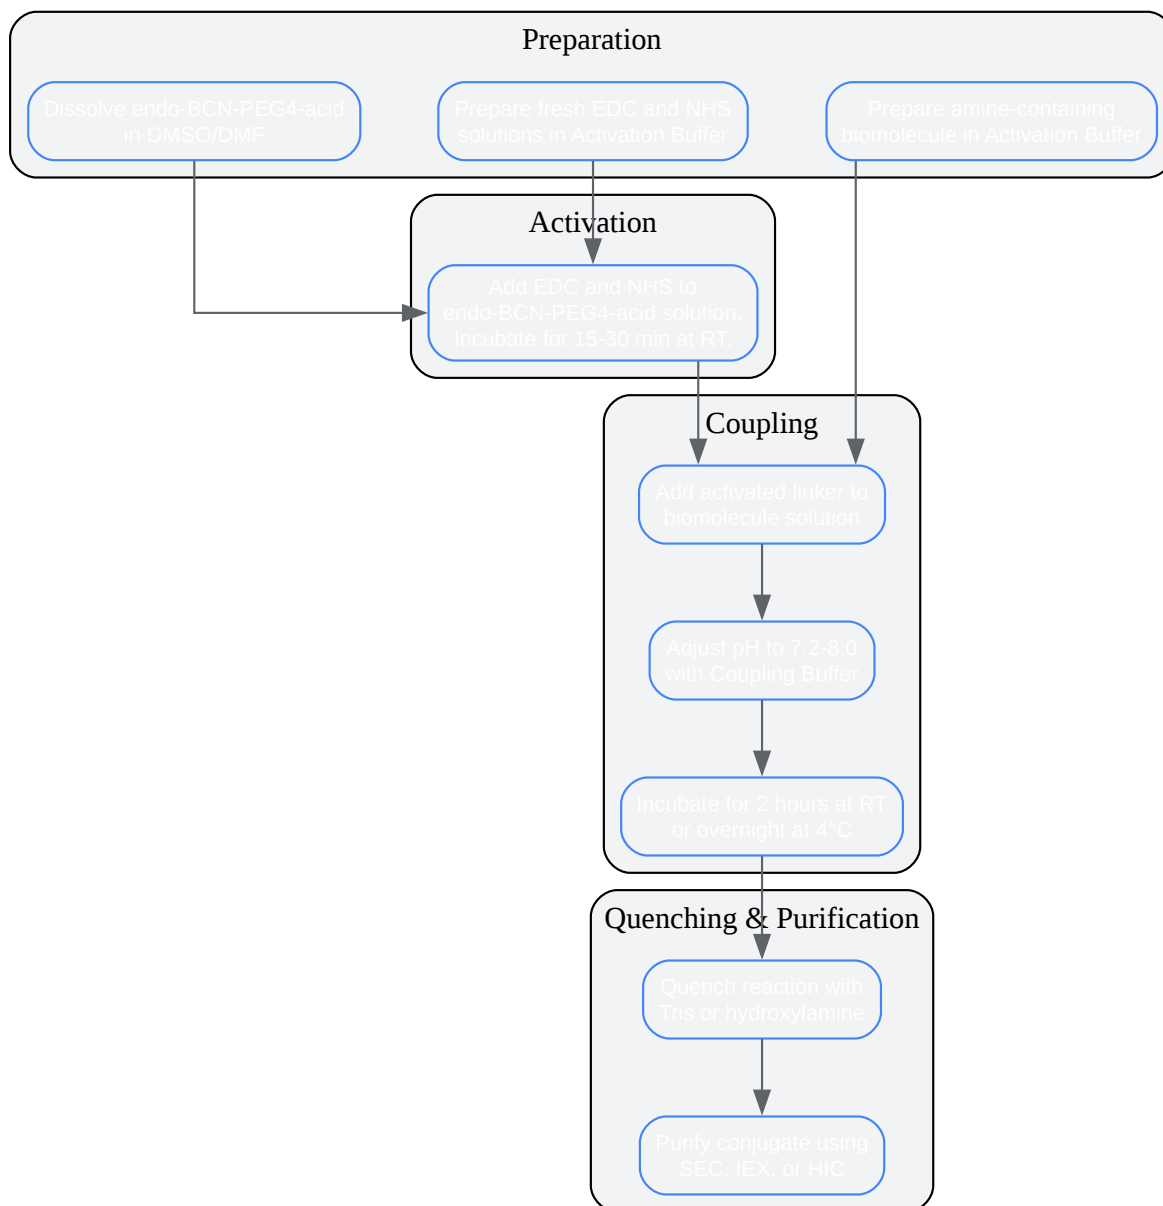 Preparation
Dissolve endo-BCN-PEG4-acid
in DMSO/DMF
Prepare fresh EDC and NHS
solutions in Activation Buffer
Prepare amine-containing
biomolecule in Activation Buffer
Activation
Add EDC and NHS to
endo-BCN-PEG4-acid solution.
Incubate for 15-30 min at RT.
Coupling
Add activated linker to
biomolecule solution
Adjust pH to 7.2-8.0
with Coupling Buffer
Incubate for 2 hours at RT
or overnight at 4°C
Quenching & Purification
Quench reaction with
Tris or hydroxylamine
Purify conjugate using
SEC, IEX, or HIC